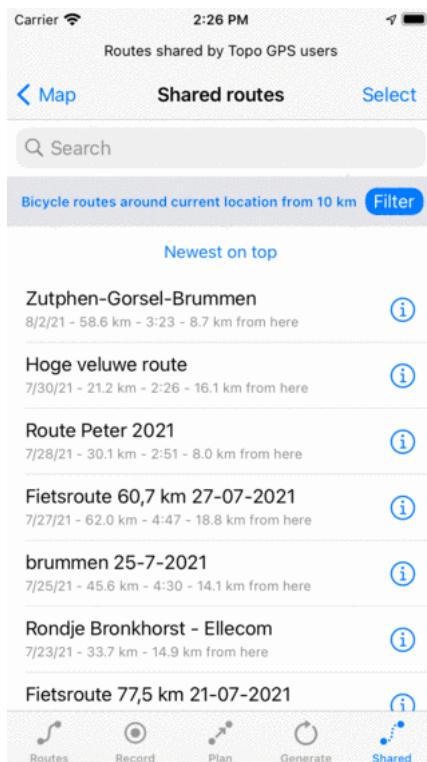 Carrier 2:26 PM
Routes shared by Topo GPS users
Map Shared routes Select
Search
Bicycle routes around current location from 10 km Filter
Newest on top
Zutphen-Gorsel-Brummen
8/2/21 - 58.6 km - 3:23 - 8.7 km from here
Hoge veluwe route
7/30/21 - 21.2 km - 2:26 - 16.1 km from here
Route Peter 2021
7/28/21 - 30.1 km - 2:51 - 8.0 km from here
Fietsroute 60,7 km 27-07-2021
7/27/21 - 62.0 km - 4:47 - 18.8 km from here
brummen 25-7-2021
7/25/21 - 45.6 km - 4:30 - 14.1 km from here
Rondje Bronkhorst - Ellecom
7/23/21 - 33.7 km - 14.9 km from here
Fietsroute 77,5 km 21-07-2021
Routes Record Plan Generate Shared